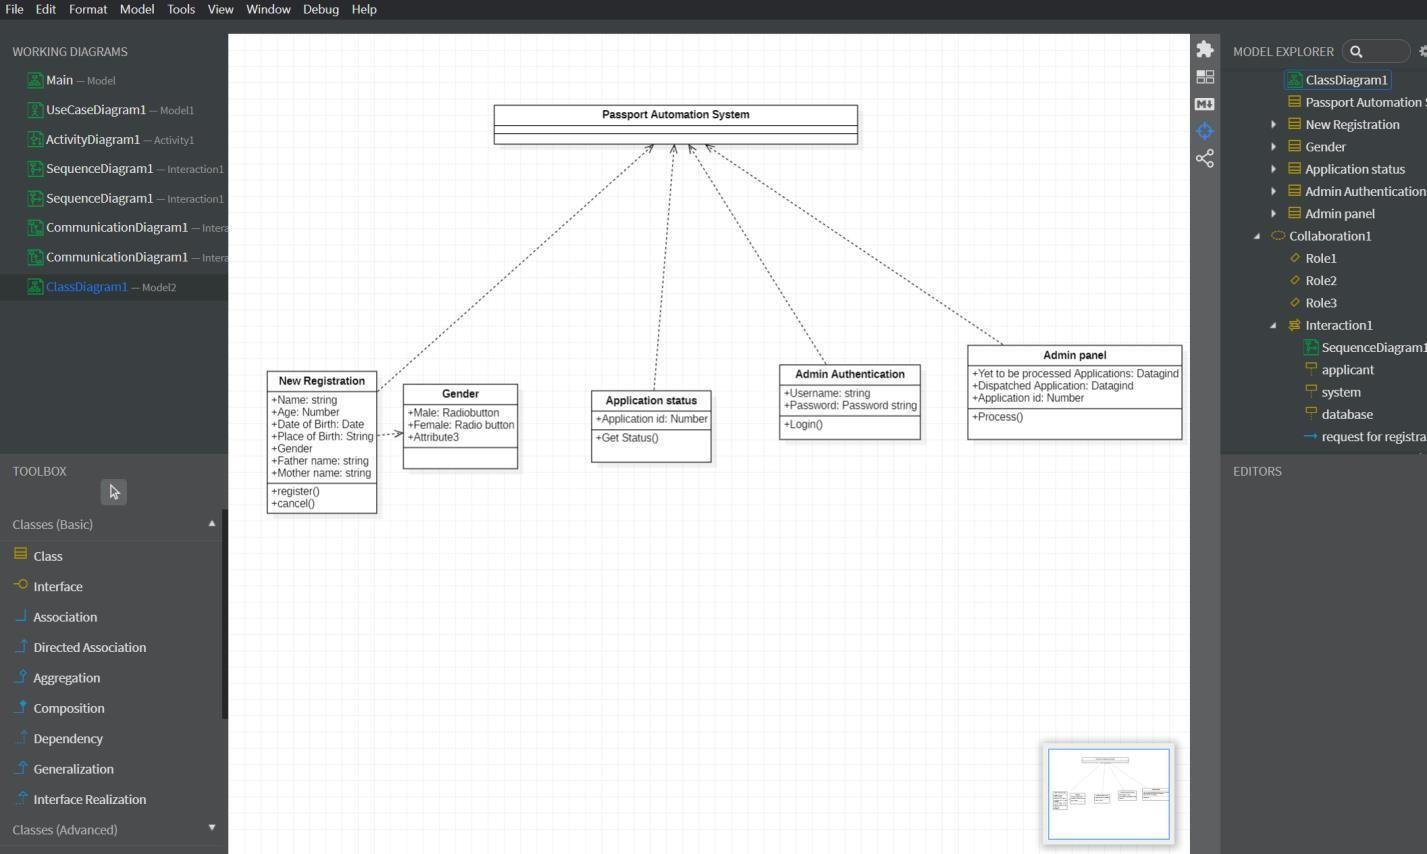 File Edit Format Model Tools View Window Debug Help
WORKING DIAGRAMS
Main — Model
UseCaseDiagram1 — Model1
ActivityDiagram1 — Activity1
SequenceDiagram1 — Interaction1
SequenceDiagram1 — Interaction1
CommunicationDiagram1 — Intera
CommunicationDiagram1 — Intera
ClassDiagram1 — Model2
TOOLBOX
Classes (Basic)
Class
Interface
Association
Directed Association
Aggregation
Composition
Dependency
Generalization
Interface Realization
Classes (Advanced)
Passport Automation System
New Registration
+Name: string
+Age: Number
+Date of Birth: Date
+Place of Birth: String
+Gender
+Father name: string
+Mother name: string
+register()
+cancel()
Gender
+Male: Radiobutton
+Female: Radio button
+Attribute3
Application status
+Application id: Number
+Get Status()
Admin Authentication
+Username: string
+Password: Password string
+Login()
Admin panel
+Yet to be processed Applications: Datagind
+Dispatched Application: Datagind
+Application id: Number
+Process()
MODEL EXPLORER
ClassDiagram1
Passport Automation S
New Registration
Gender
Application status
Admin Authentication
Admin panel
Collaboration1
Role1
Role2
Role3
Interaction1
SequenceDiagram1
applicant
system
database
request for registra
EDITORS